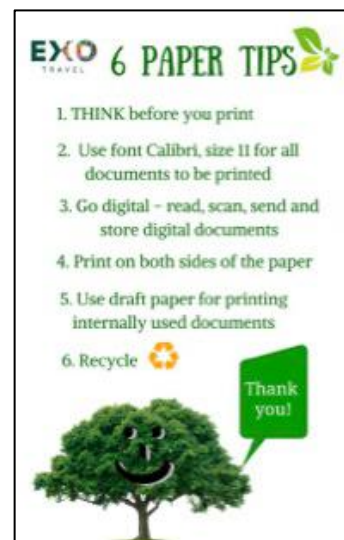 EXO
TRAVEL
6 PAPER TIPS
1. THINK before you print
2. Use font Calibri, size 11 for all
documents to be printed
3. Go digital – read, scan, send and
store digital documents
4. Print on both sides of the paper
5. Use draft paper for printing
internally used documents
6. Recycle
Thank
you!